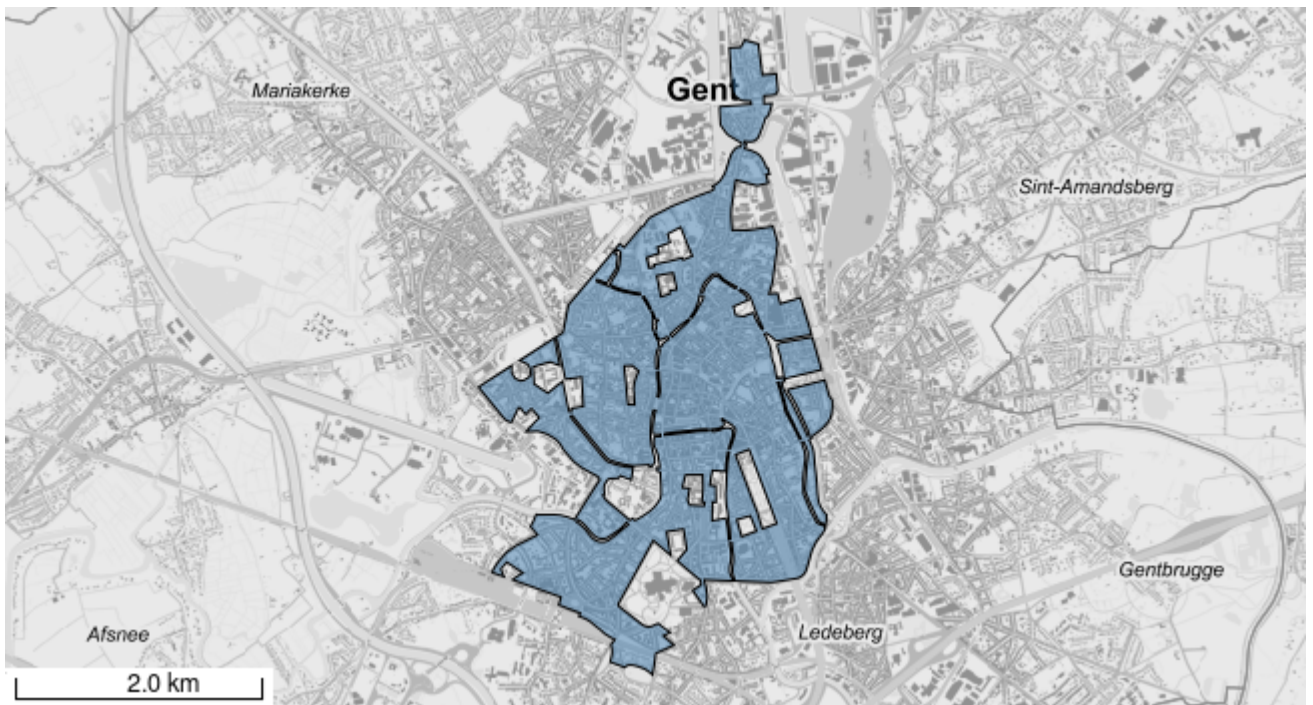 Gent
Mariakerke
Sint-Amandsberg
Gentbrugge
Afsnee
Ledeberg
2.0 km